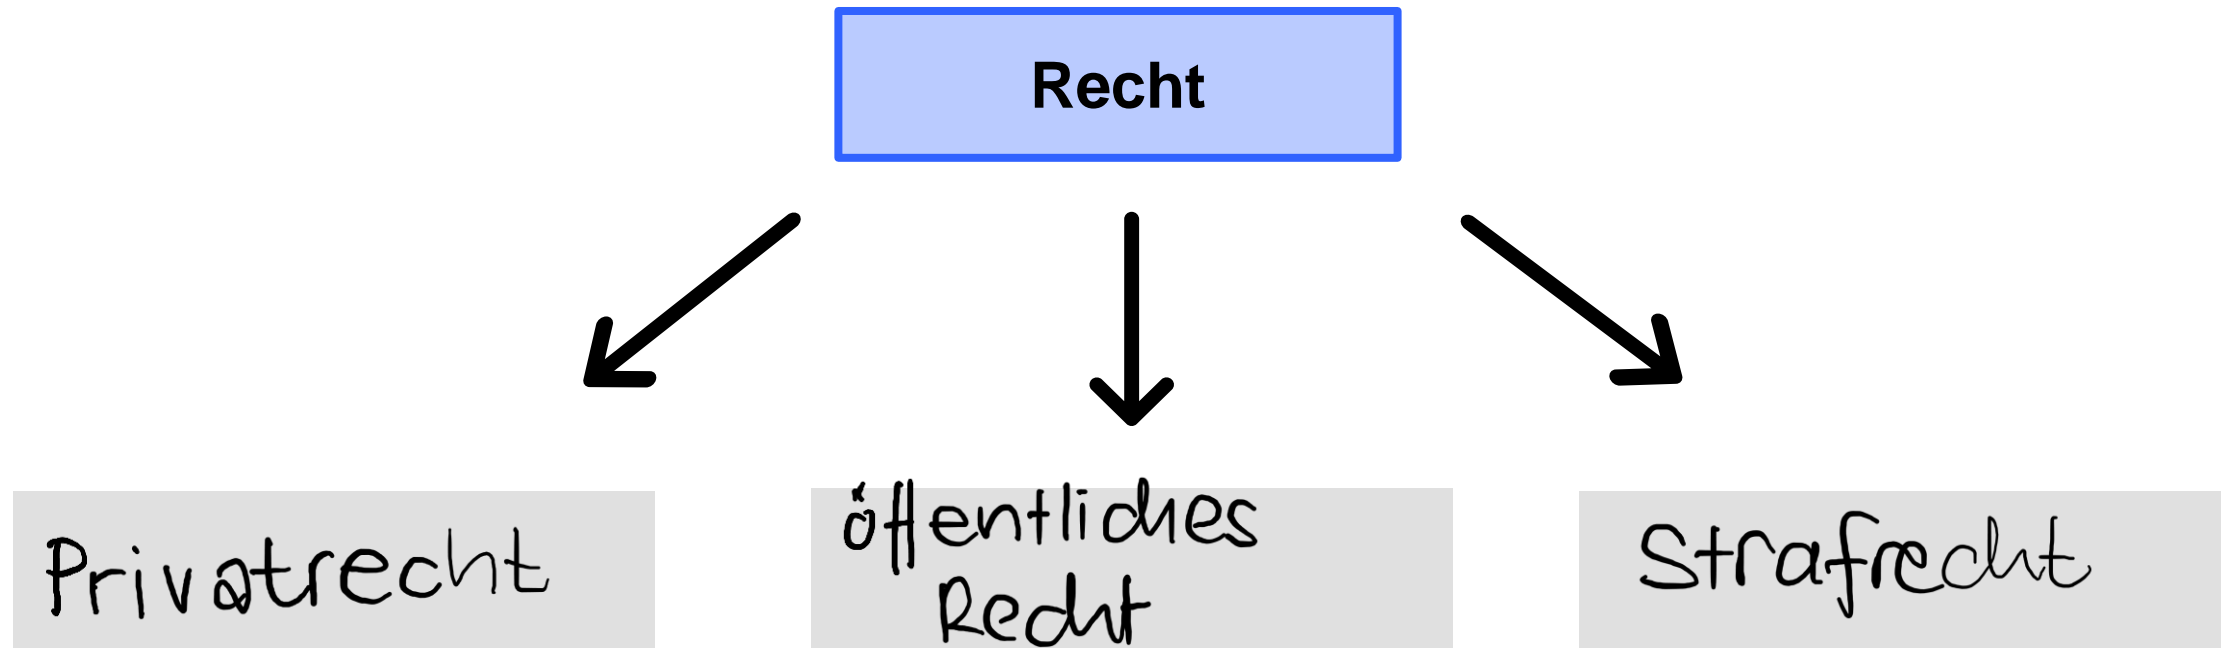 Recht
Privatrecht
öffentliches
Recht
Strafrecht